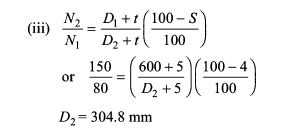 (iii) N₂/N₁ = (D₁ + t)/(D₂ + t) ((100 – S)/100)
or 150/80 = ((600 + 5)/(D₂ + 5)) ((100 – 4)/100)
D₂ = 304.8 mm